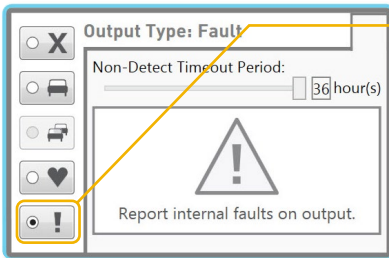 Output Type: Fault
Non-Detect Timeout Period:
36 hour(s)
Report internal faults on output.